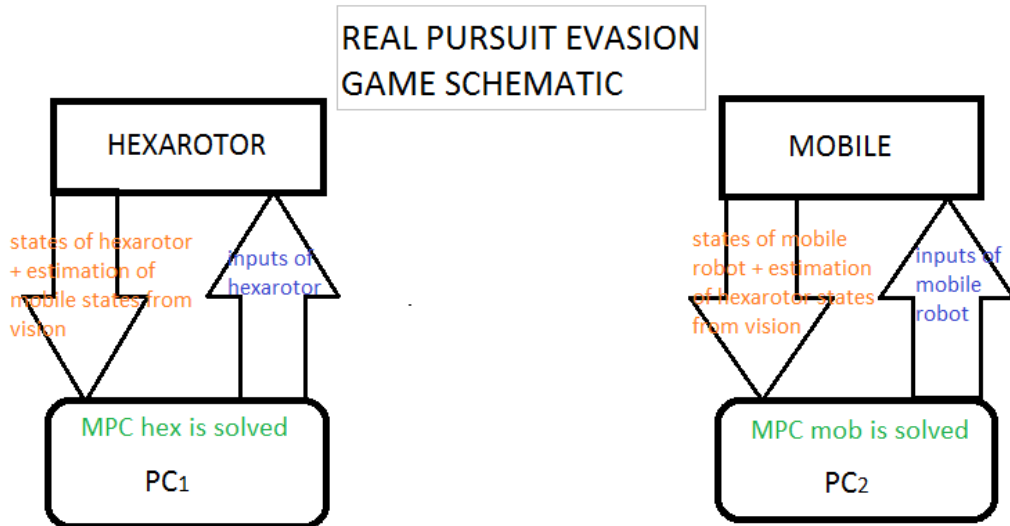 REAL PURSUIT EVASION
GAME SCHEMATIC
HEXAROTOR
states of hexarotor
+ estimation of
mobile states from
vision
inputs of
hexarotor
MPC hex is solved
PC1
MOBILE
states of mobile
robot + estimation
of hexarotor states
from vision
inputs of
mobile
robot
MPC mob is solved
PC2